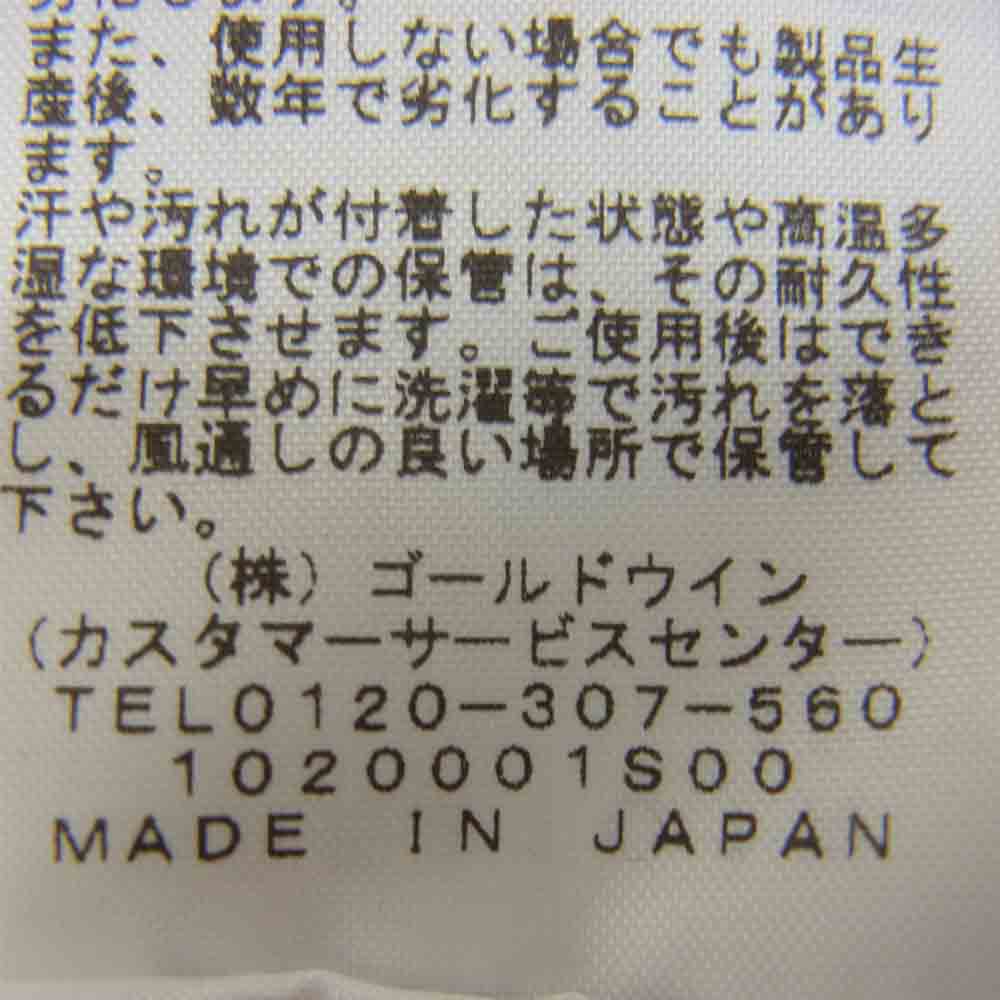 また、使用しない場合でも製品生
産後、数年で劣化することがあり
ます。
汗や汚れが付着した状態や高温多
湿な環境での保管は、その耐久性
を低下させます。ご使用後はでき
るだけ早めに洗濯等で汚れを落と
し、風通しの良い場所で保管して
下さい。
(株)ゴールドウイン
(カスタマーサービスセンター)
TEL0120-307-560
1020001S00
MADE IN JAPAN